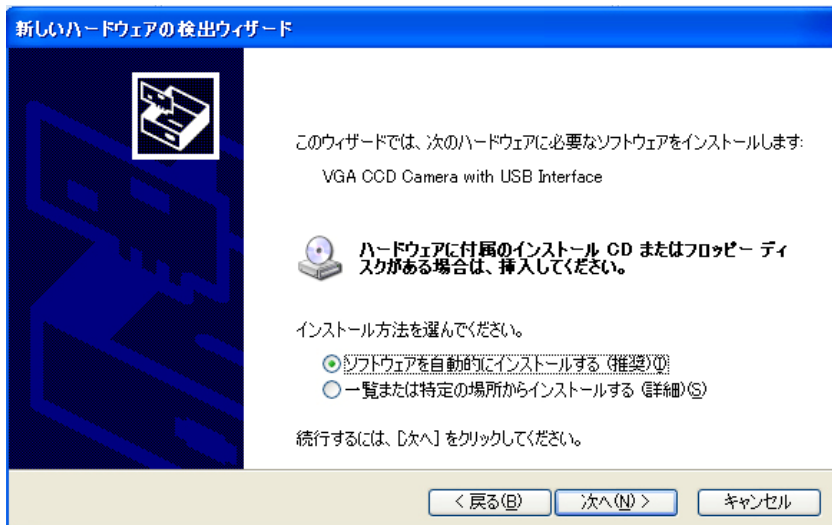 新しいハードウェアの検出ウィザード
このウィザードでは、次のハードウェアに必要なソフトウェアをインストールします:
VGA CCD Camera with USB Interface
ハードウェアに付属のインストール CD またはフロッピー ディ
スクがある場合は、挿入してください。
インストール方法を選んでください。
ソフトウェアを自動的にインストールする (推奨)(I)
一覧または特定の場所からインストールする (詳細)(S)
続行するには、[次へ] をクリックしてください。
< 戻る(B) 次へ(N) > キャンセル